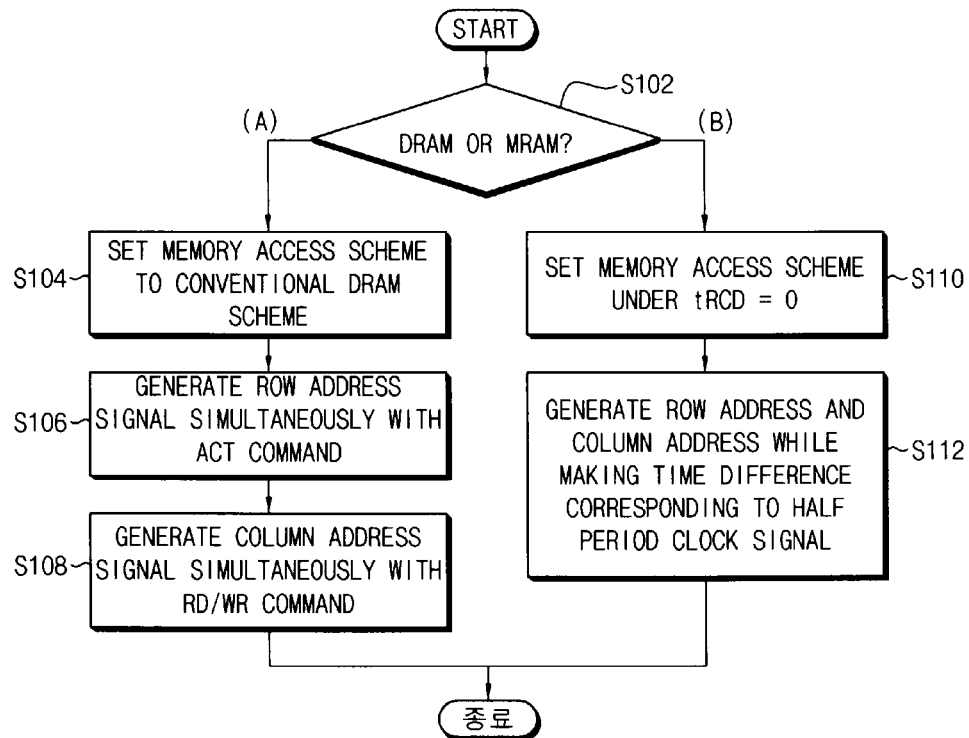 START
S102
(A)
(B)
DRAM OR MRAM?
SET MEMORY ACCESS SCHEME
TO CONVENTIONAL DRAM
SCHEME
S104
SET MEMORY ACCESS SCHEME
UNDER tRCD = 0
S110
GENERATE ROW ADDRESS
SIGNAL SIMULTANEOUSLY WITH
ACT COMMAND
S106
GENERATE ROW ADDRESS AND
COLUMN ADDRESS WHILE
MAKING TIME DIFFERENCE
CORRESPONDING TO HALF
PERIOD CLOCK SIGNAL
S112
GENERATE COLUMN ADDRESS
SIGNAL SIMULTANEOUSLY WITH
RD/WR COMMAND
S108
종료